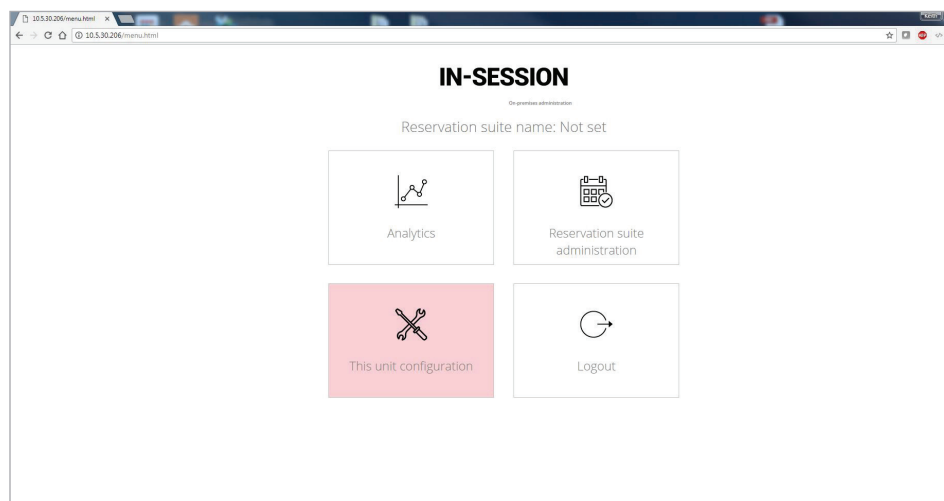 10.5.30.206/menu.html
10.5.30.206/menu.html
IN-SESSION
On-premises administration
Reservation suite name: Not set
Analytics
Reservation suite
administration
This unit configuration
Logout